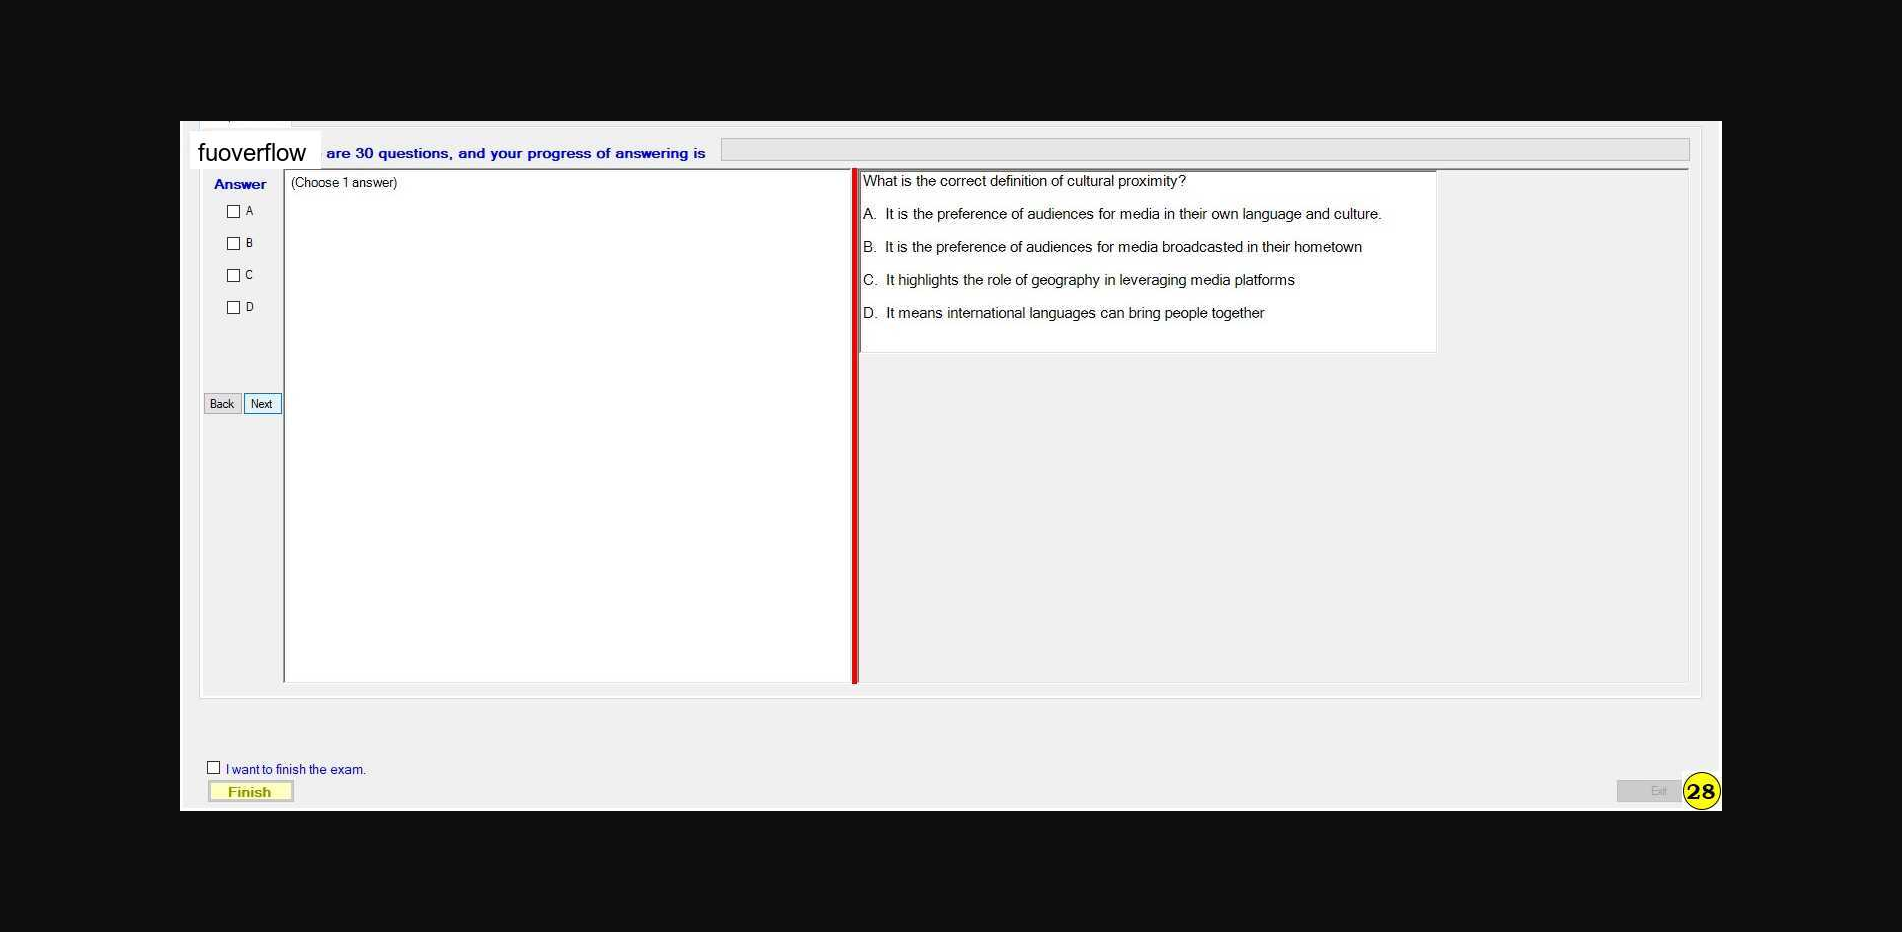 fuoverflow are 30 questions, and your progress of answering is
Answer
(Choose 1 answer)
A
B
C
D
Back Next
What is the correct definition of cultural proximity?
A. It is the preference of audiences for media in their own language and culture.
B. It is the preference of audiences for media broadcasted in their hometown
C. It highlights the role of geography in leveraging media platforms
D. It means international languages can bring people together
I want to finish the exam.
Finish
Exit
28